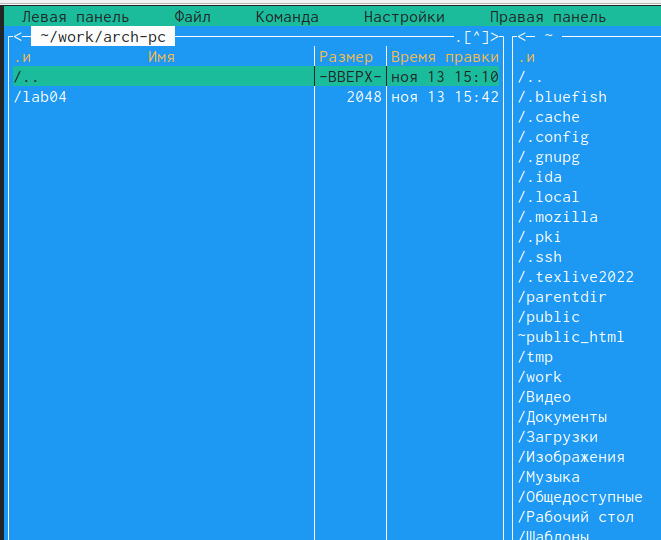 Левая панель Файл Команда Настройки Правая панель
<— ~/work/arch-pc .[^]>
.и Имя Размер Время правки
/.. -ВВЕРХ- ноя 13 15:10
/lab04 2048 ноя 13 15:42
<— ~
.и
/..
/.bluefish
/.cache
/.config
/.gnupg
/.ida
/.local
/.mozilla
/.pki
/.ssh
/.texlive2022
/parentdir
/public
~public_html
/tmp
/work
/Видео
/Документы
/Загрузки
/Изображения
/Музыка
/Общедоступные
/Рабочий стол
/Шаблоны